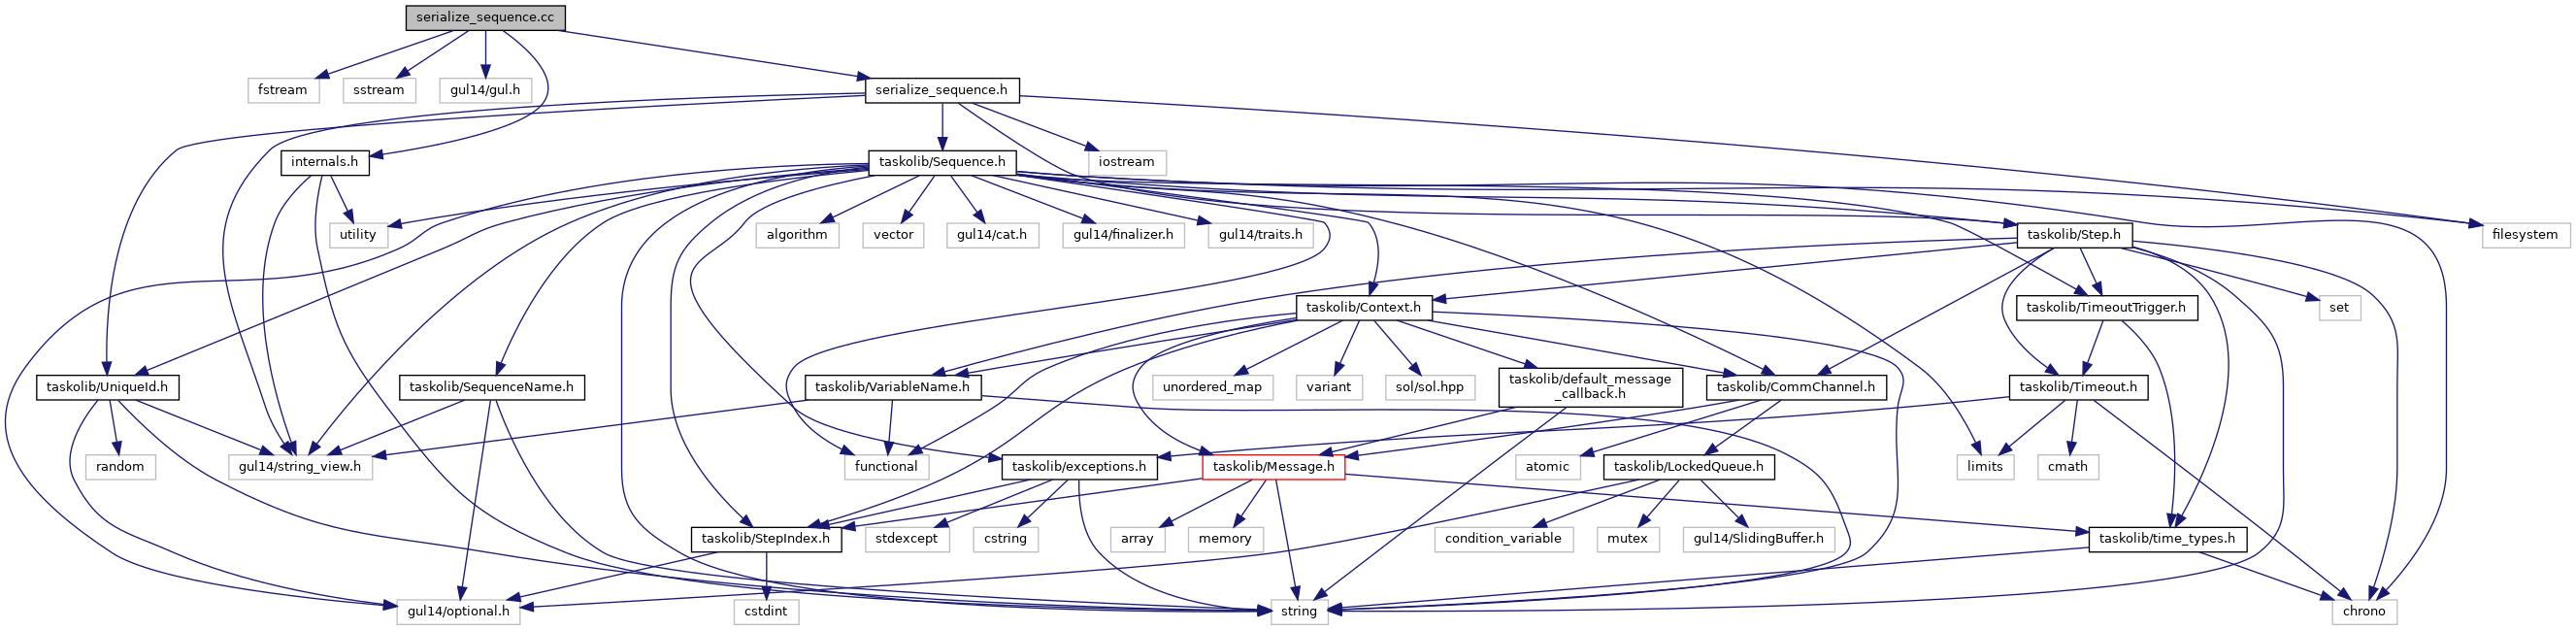 serialize_sequence.cc
fstream
sstream
gul14/gul.h
serialize_sequence.h
internals.h
taskolib/Sequence.h
iostream
utility
algorithm
vector
gul14/cat.h
gul14/finalizer.h
gul14/traits.h
taskolib/Step.h
filesystem
taskolib/Context.h
taskolib/TimeoutTrigger.h
set
taskolib/UniqueId.h
taskolib/SequenceName.h
taskolib/VariableName.h
unordered_map
variant
sol/sol.hpp
taskolib/default_message
_callback.h
taskolib/CommChannel.h
taskolib/Timeout.h
random
gul14/string_view.h
functional
taskolib/exceptions.h
taskolib/Message.h
atomic
taskolib/LockedQueue.h
limits
cmath
taskolib/StepIndex.h
stdexcept
cstring
array
memory
condition_variable
mutex
gul14/SlidingBuffer.h
taskolib/time_types.h
gul14/optional.h
cstdint
string
chrono